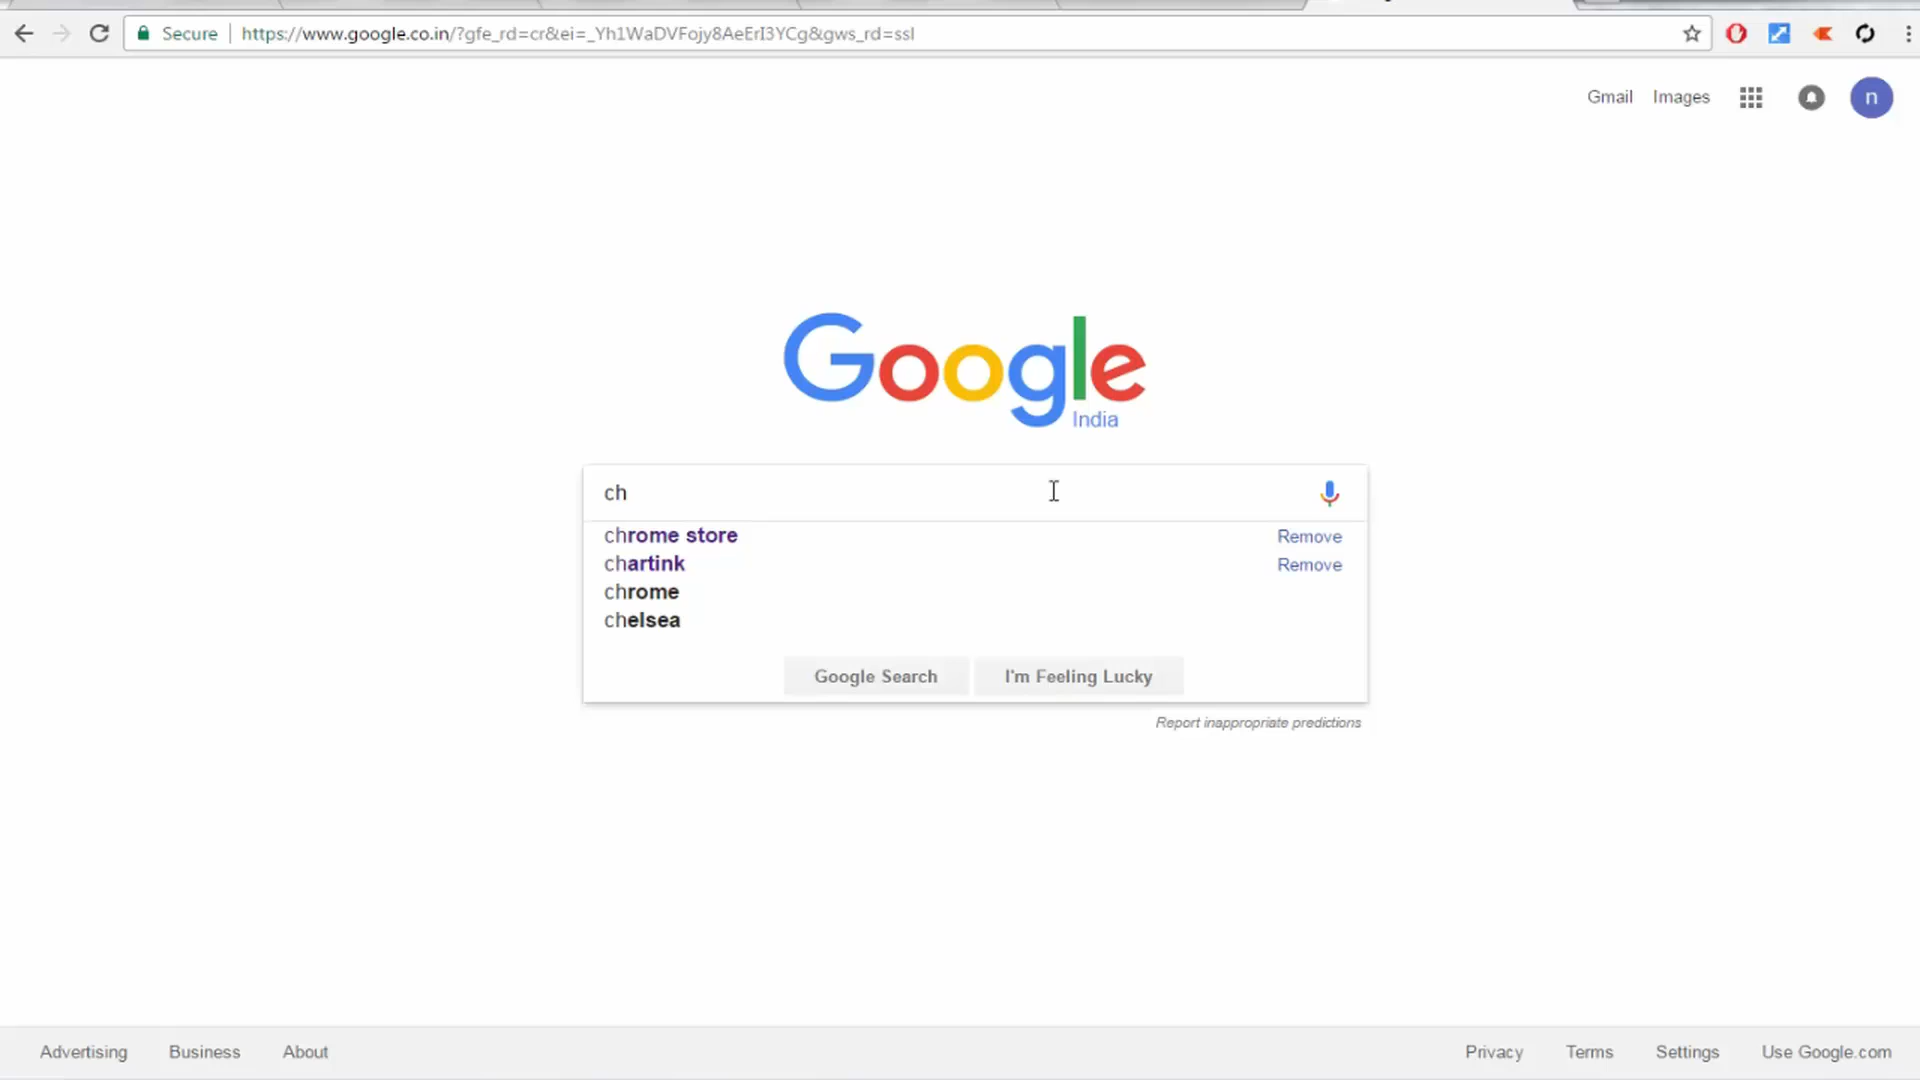 Secure https://www.google.co.in/?gfe_rd=cr&ei=_Yh1WaDVFojy8AeErI3YCg&gws_rd=ssl
Gmail Images n
Google
India
ch
chrome store Remove
chartink Remove
chrome
chelsea
Google Search I'm Feeling Lucky
Report inappropriate predictions
Advertising Business About Privacy Terms Settings Use Google.com